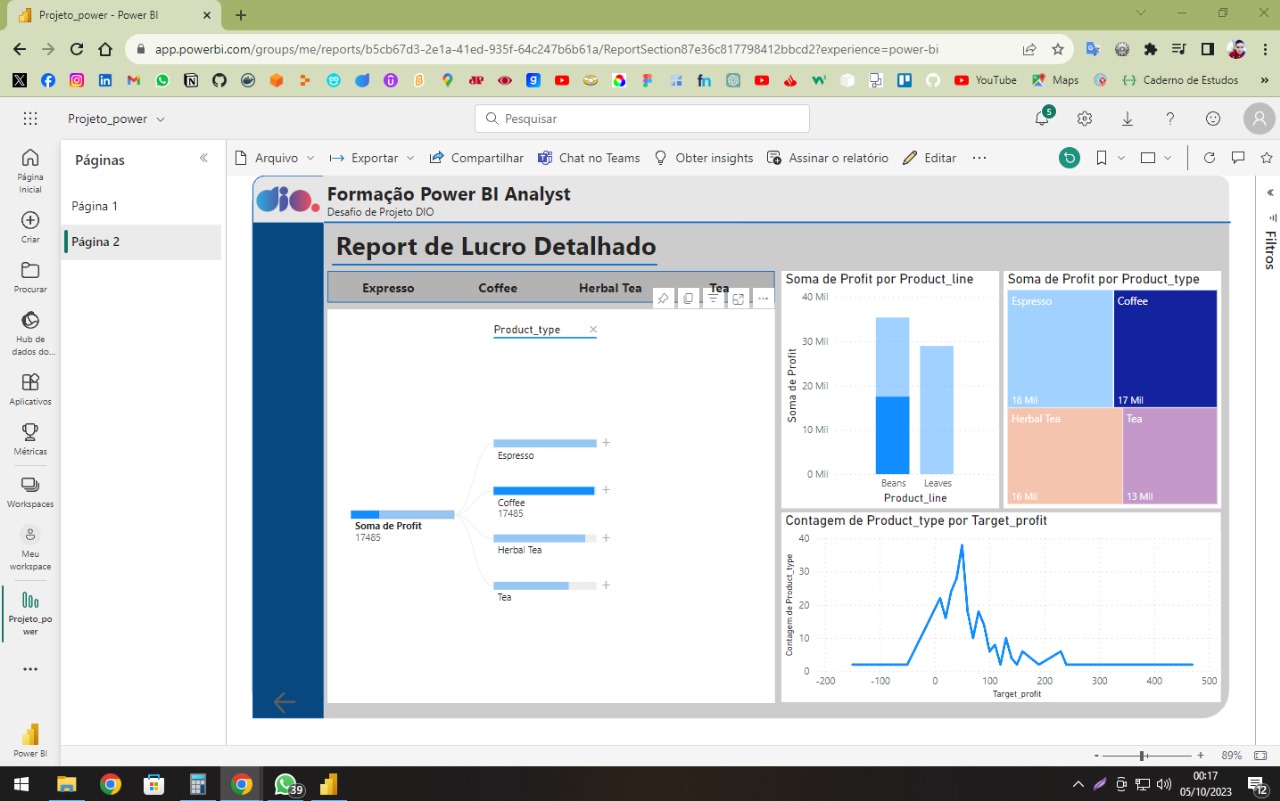 Projeto_power - Power BI
app.powerbi.com/groups/me/reports/b5cb67d3-2e1a-41ed-935f-64c247b6b61a/ReportSection87e36c817798412bbcd2?experience=power-bi
YouTube
Maps
Caderno de Estudos
Projeto_power
Pesquisar
5
Página inicial
Criar
Procurar
Hub de dados do...
Aplicativos
Métricas
Workspaces
Meu workspace
Projeto_po
wer
Power BI
Páginas
Página 1
Página 2
Arquivo
Exportar
Compartilhar
Chat no Teams
Obter insights
Assinar o relatório
Editar
Filtros
dio.
Formação Power BI Analyst
Desafio de Projeto DIO
Report de Lucro Detalhado
Expresso Coffee Herbal Tea Tea
Product_type
Espresso
Coffee
17485
Herbal Tea
Tea
Soma de Profit
17485
Soma de Profit por Product_line
Soma de Profit
40 Mil
30 Mil
20 Mil
10 Mil
0 Mil
Beans Leaves
Product_line
Soma de Profit por Product_type
Espresso
18 Mil
Coffee
17 Mil
Herbal Tea
16 Mil
Tea
13 Mil
Contagem de Product_type por Target_profit
Contagem de Product_type
40
30
20
10
0
-200 -100 0 100 200 300 400 500
Target_profit
89%
39
00:17
05/10/2023
12